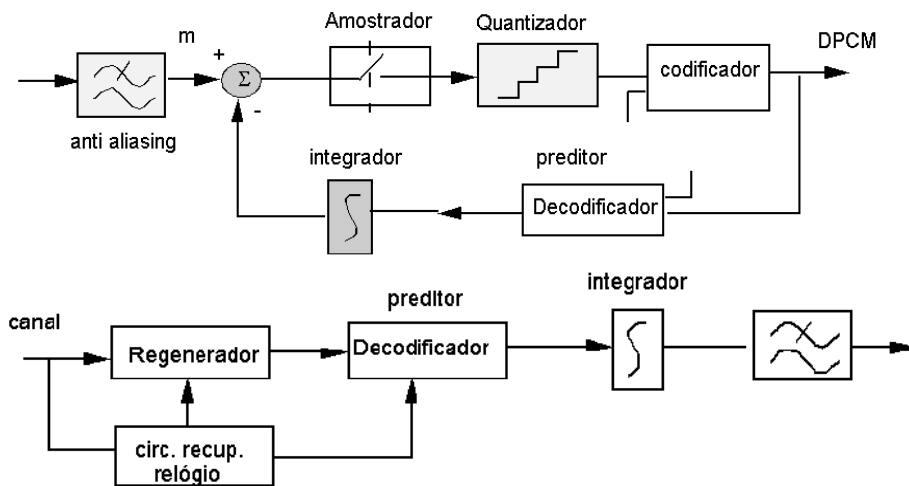 Amostrador
Quantizador
m
+
Σ
-
codificador
DPCM
anti aliasing
integrador
preditor
Decodificador
canal
Regenerador
preditor
Decodificador
integrador
circ. recup.
relógio